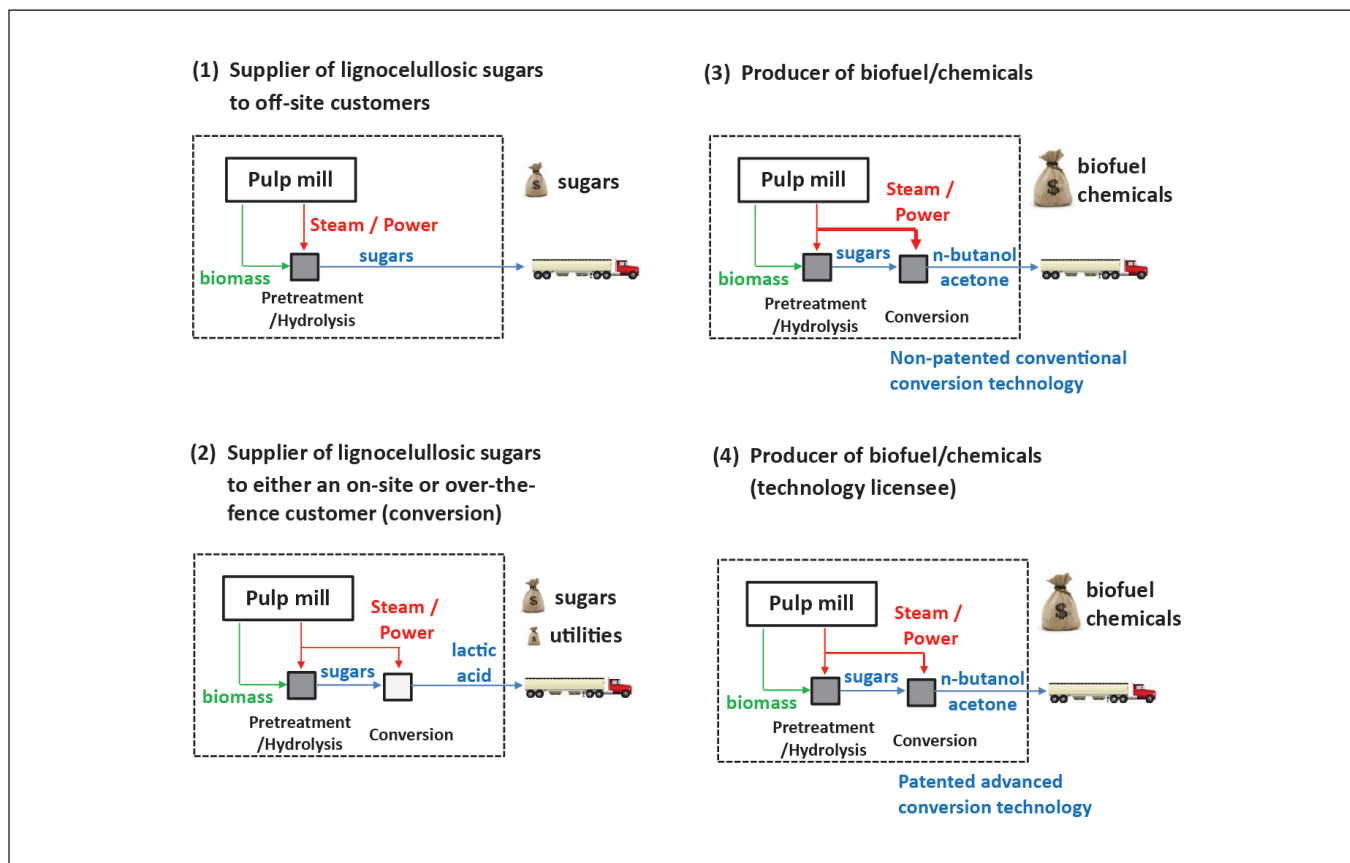 (1) Supplier of lignocelullosic sugars
to off-site customers
Pulp mill
Steam / Power
biomass
sugars
Pretreatment
/Hydrolysis
$
sugars
(3) Producer of biofuel/chemicals
Pulp mill
Steam /
Power
biomass
sugars
n-butanol
acetone
Pretreatment
/Hydrolysis
Conversion
$
biofuel
chemicals
Non-patented conventional
conversion technology
(2) Supplier of lignocelullosic sugars
to either an on-site or over-the-
fence customer (conversion)
Pulp mill
Steam /
Power
biomass
sugars
lactic
acid
Pretreatment
/Hydrolysis
Conversion
$
sugars
$
utilities
(4) Producer of biofuel/chemicals
(technology licensee)
Pulp mill
Steam /
Power
biomass
sugars
n-butanol
acetone
Pretreatment
/Hydrolysis
Conversion
$
biofuel
chemicals
Patented advanced
conversion technology